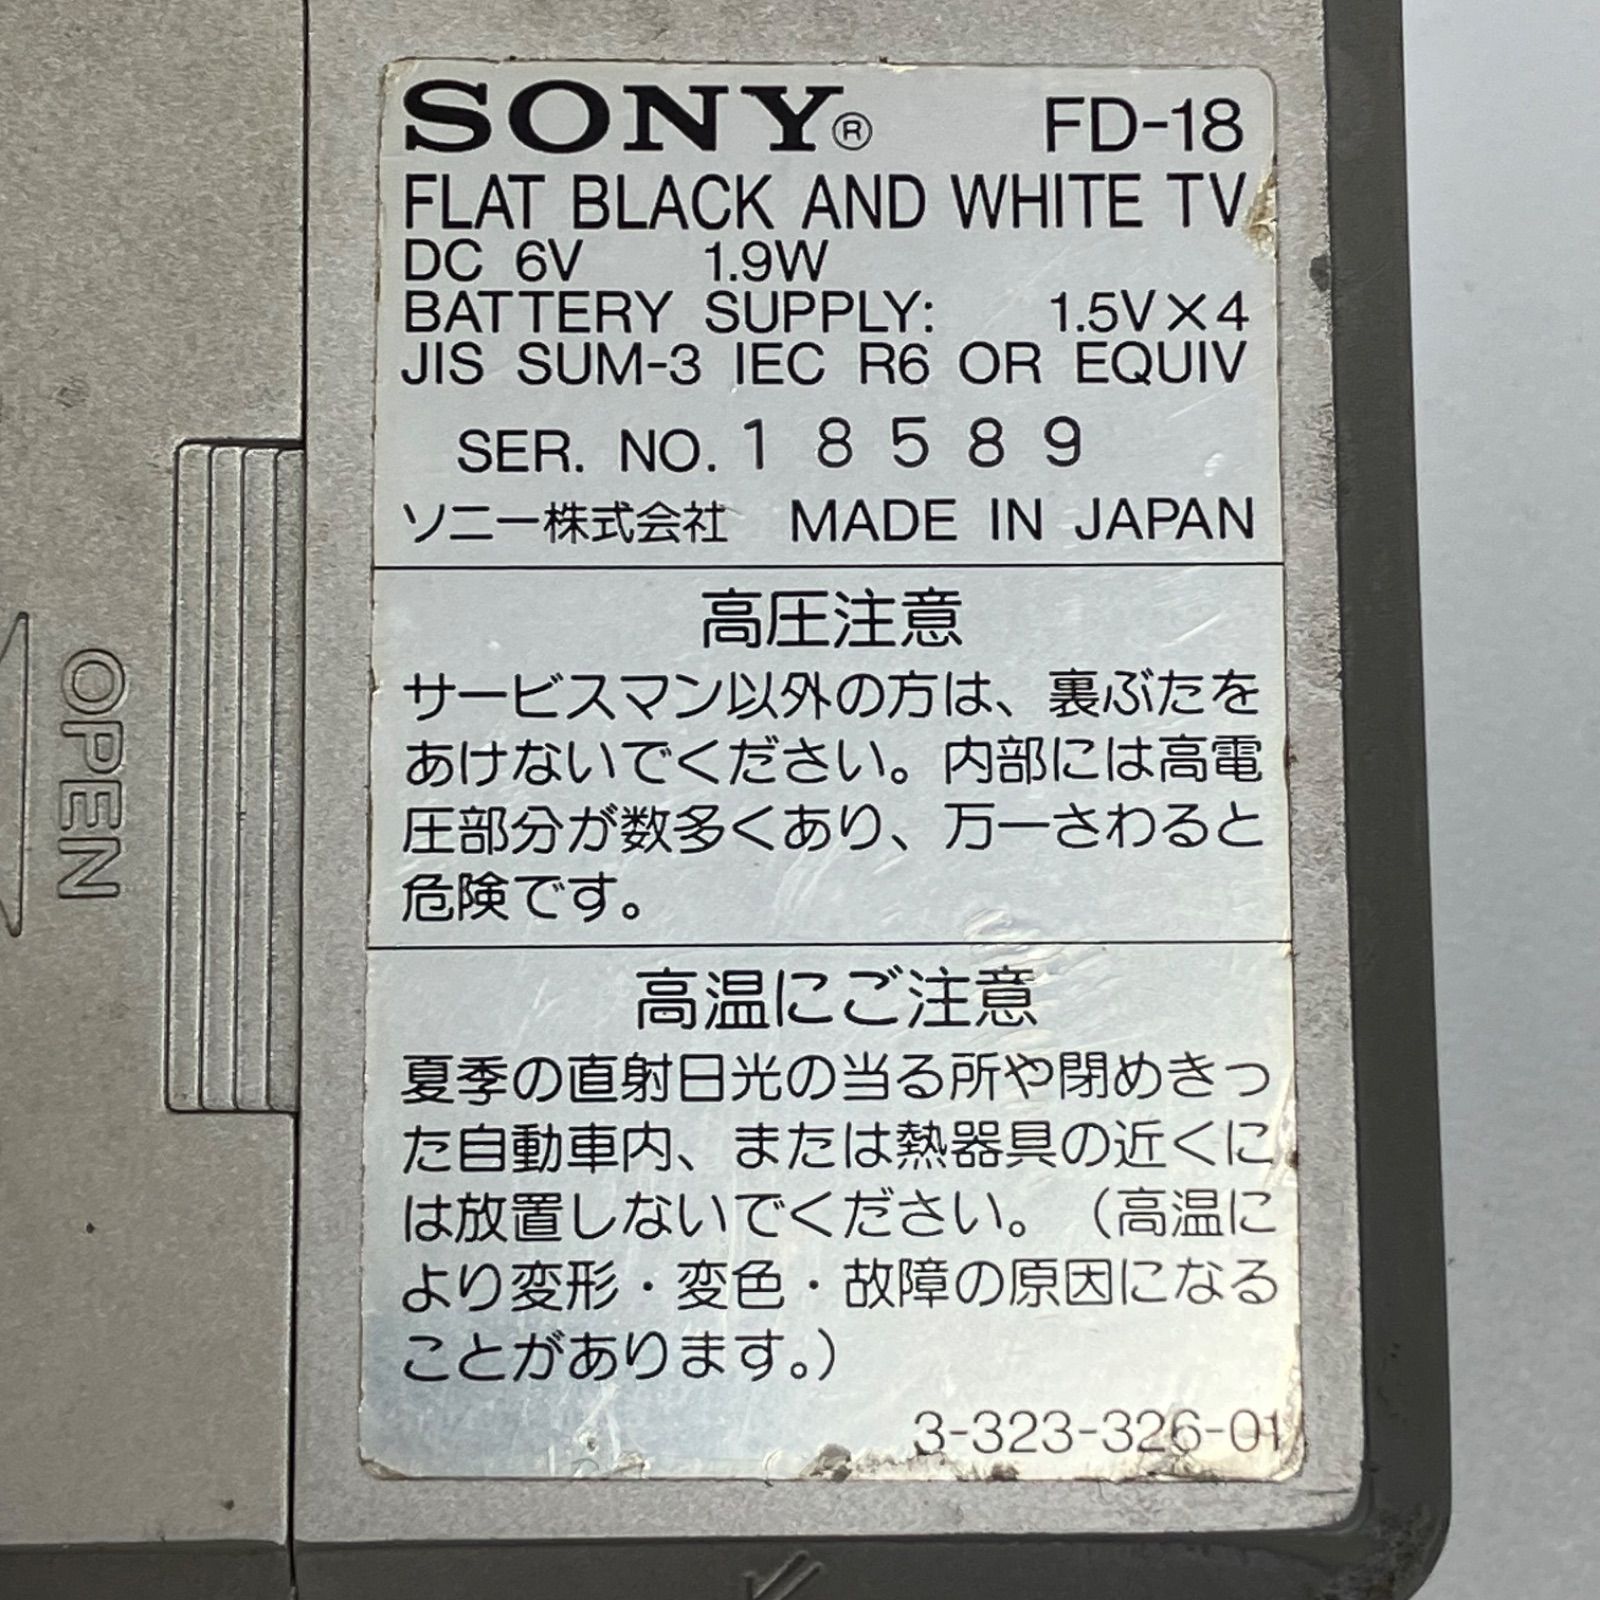 SONY® FD-18
FLAT BLACK AND WHITE TV
DC 6V 1.9W
BATTERY SUPPLY: 1.5V×4
JIS SUM-3 IEC R6 OR EQUIV
SER. NO. 18589
ソニー株式会社 MADE IN JAPAN
高圧注意
サービスマン以外の方は、裏ぶたを
あけないでください。内部には高電
圧部分が数多くあり、万一さわると
危険です。
高温にご注意
夏季の直射日光の当る所や閉めきっ
た自動車内、または熱器具の近くに
は放置しないでください。（高温に
より変形・変色・故障の原因になる
ことがあります。）
3-323-326-01
OPEN